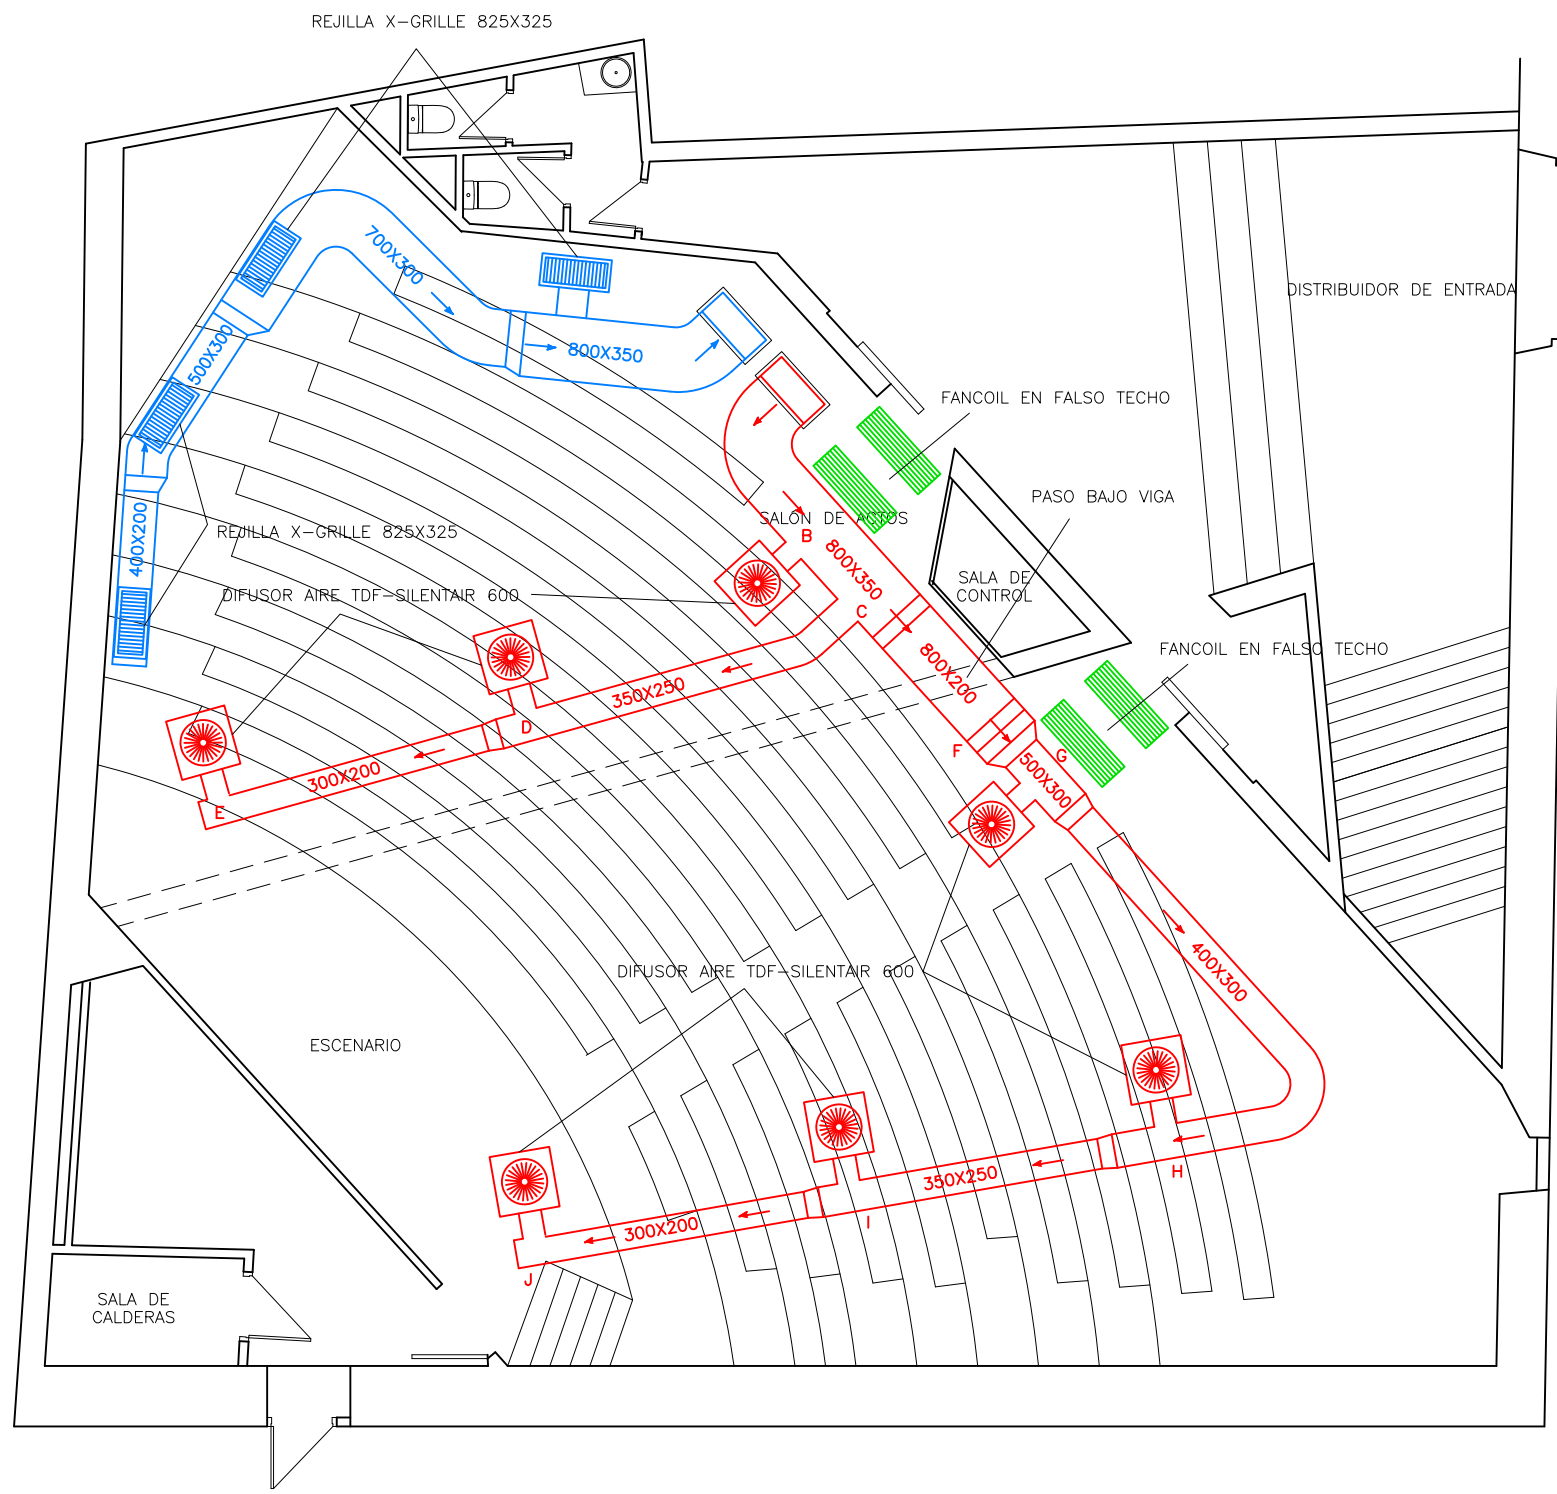 REJILLA X-GRILLE 825X325
700X300
DISTRIBUIDOR DE ENTRADA
500X300
800X350
FANCOIL EN FALSO TECHO
PASO BAJO VIGA
SALÓN DE ACTOS
REJILLA X-GRILLE 825X325
400X200
B
800X350
SALA DE
CONTROL
DIFUSOR AIRE TDF-SILENTAIR 600
C
FANCOIL EN FALSO TECHO
800X200
350X250
D
F
G
300X200
500X300
E
DIFUSOR AIRE TDF-SILENTAIR 600
400X300
ESCENARIO
H
350X250
I
300X200
J
SALA DE
CALDERAS